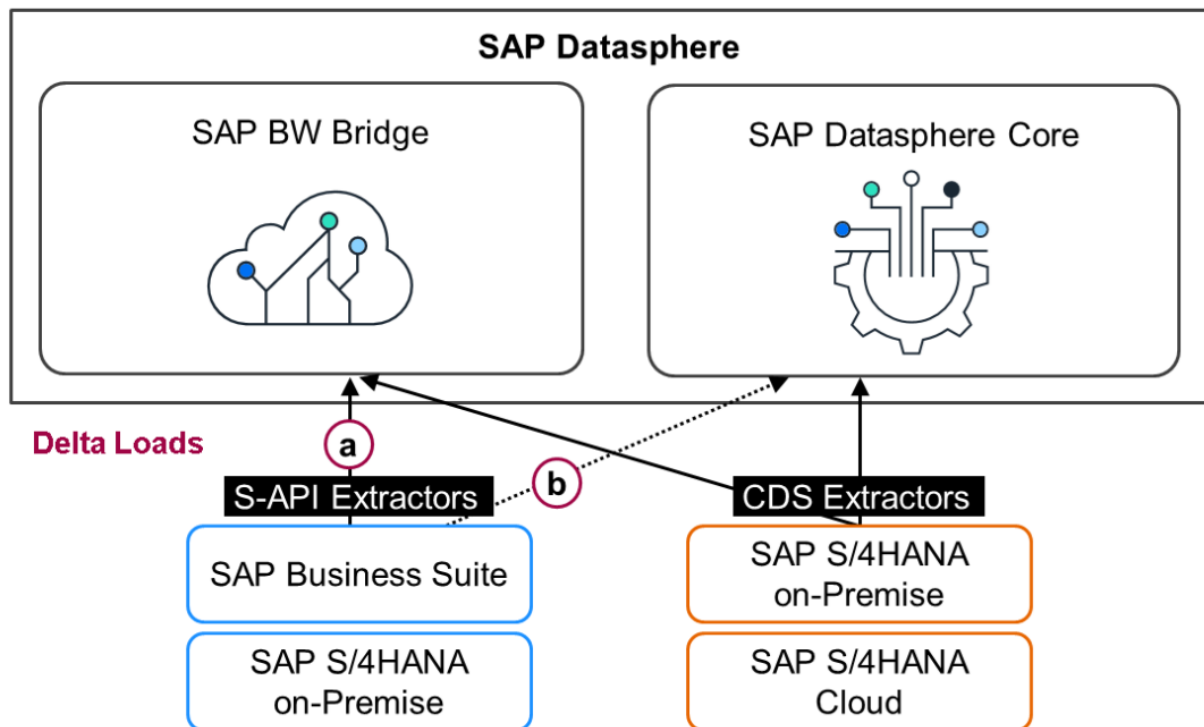 SAP Datasphere
SAP BW Bridge
SAP Datasphere Core
Delta Loads
a
b
S-API Extractors
CDS Extractors
SAP Business Suite
SAP S/4HANA
on-Premise
SAP S/4HANA
on-Premise
SAP S/4HANA
Cloud